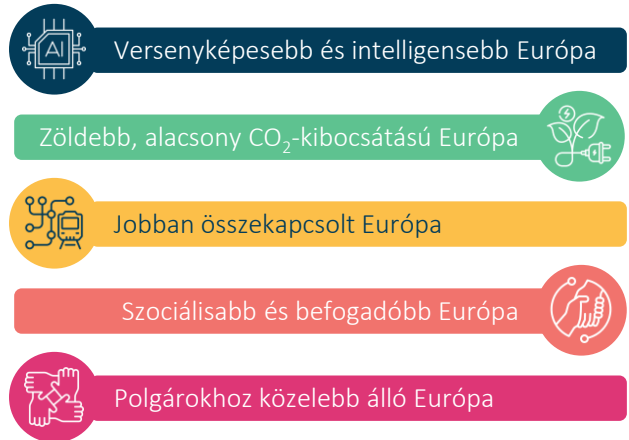 AI
Versenyképesebb és intelligensebb Európa
Zöldebb, alacsony CO₂-kibocsátású Európa
Jobban összekapcsolt Európa
Szociálisabb és befogadóbb Európa
Polgárokhoz közelebb álló Európa